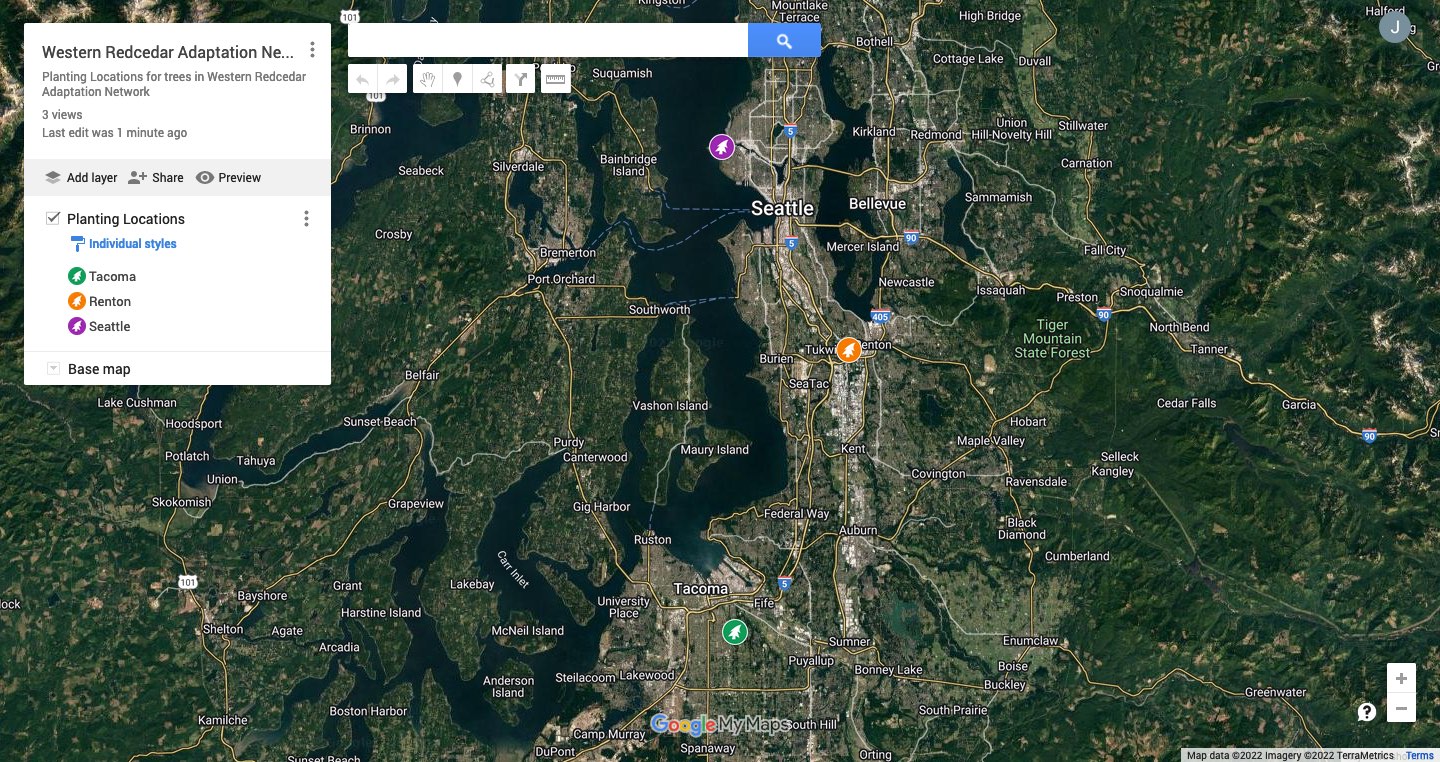 Western Redcedar Adaptation Ne...
Planting Locations for trees in Western Redcedar
Adaptation Network
3 views
Last edit was 1 minute ago
Add layer
Share
Preview
Planting Locations
Individual styles
Tacoma
Renton
Seattle
Base map
101
Kingston
Mountlake
Terrace
High Bridge
Halford
J
Bothell
Cottage Lake
Duvall
Suquamish
101
Brinnon
5
Kirkland
Redmond
Union
Hill-Novelty Hill
Stillwater
Silverdale
Bainbridge
Island
Seabeck
Carnation
Sammamish
Seattle
Bellevue
Crosby
5
Mercer Island
90
Bremerton
Fall City
Port Orchard
Newcastle
Issaquah
Preston
Snoqualmie
Southworth
405
90
North Bend
Tiger
Mountain
State Forest
Tanner
Tukwi
enton
Burien
Belfair
SeaTac
Lake Cushman
Vashon Island
Cedar Falls
Garcia
Hoodsport
Sunset Beach
Hobart
90
Purdy
Maple Valley
Potlatch
Tahuya
Canterwood
Maury Island
Kent
Selleck
Kangley
Union
Covington
Ravensdale
Skokomish
Grapeview
Gig Harbor
Federal Way
Black
Diamond
Auburn
Ruston
Cumberland
Carr Inlet
101
Grant
Lakebay
Tacoma
5
Bayshore
University
Place
Fife
Harstine Island
Shelton
Agate
McNeil Island
Arcadia
Sumner
Enumclaw
Puyallup
Bonney Lake
Boise
Buckley
Anderson
Island
Steilacoom
Lakewood
Greenwater
Boston Harbor
South Prairie
Kamilche
Google My Maps
South Hill
Camp Murray
DuPont
Spanaway
Orting
Sunset Beach
?
+
−
Map data ©2022 Imagery ©2022 TerraMetrics
Terms